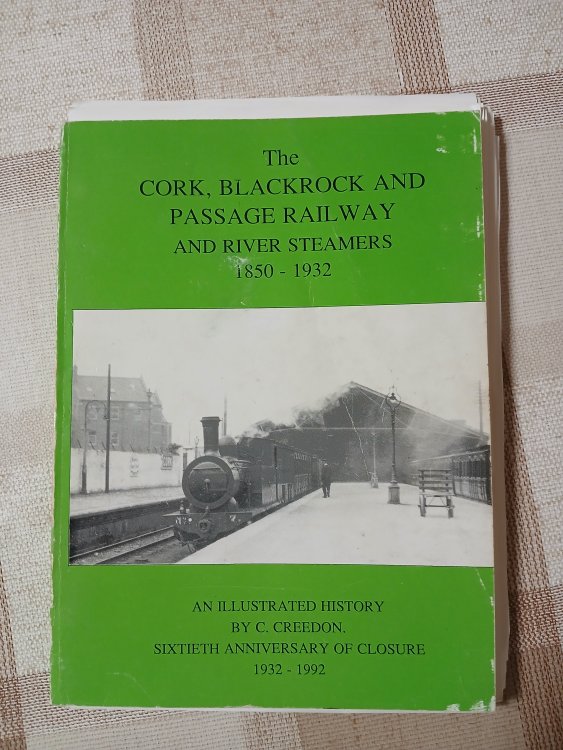 The
CORK, BLACKROCK AND
PASSAGE RAILWAY
AND RIVER STEAMERS
1850 - 1932
AN ILLUSTRATED HISTORY
BY C. CREEDON.
SIXTIETH ANNIVERSARY OF CLOSURE
1932 - 1992